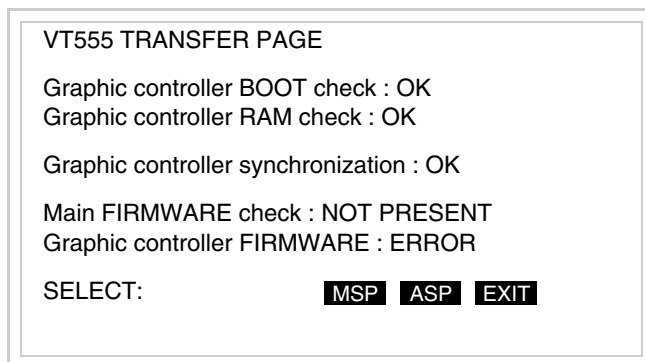 VT555 TRANSFER PAGE
Graphic controller BOOT check : OK
Graphic controller RAM check : OK
Graphic controller synchronization : OK
Main FIRMWARE check : NOT PRESENT
Graphic controller FIRMWARE : ERROR
SELECT: MSP ASP EXIT